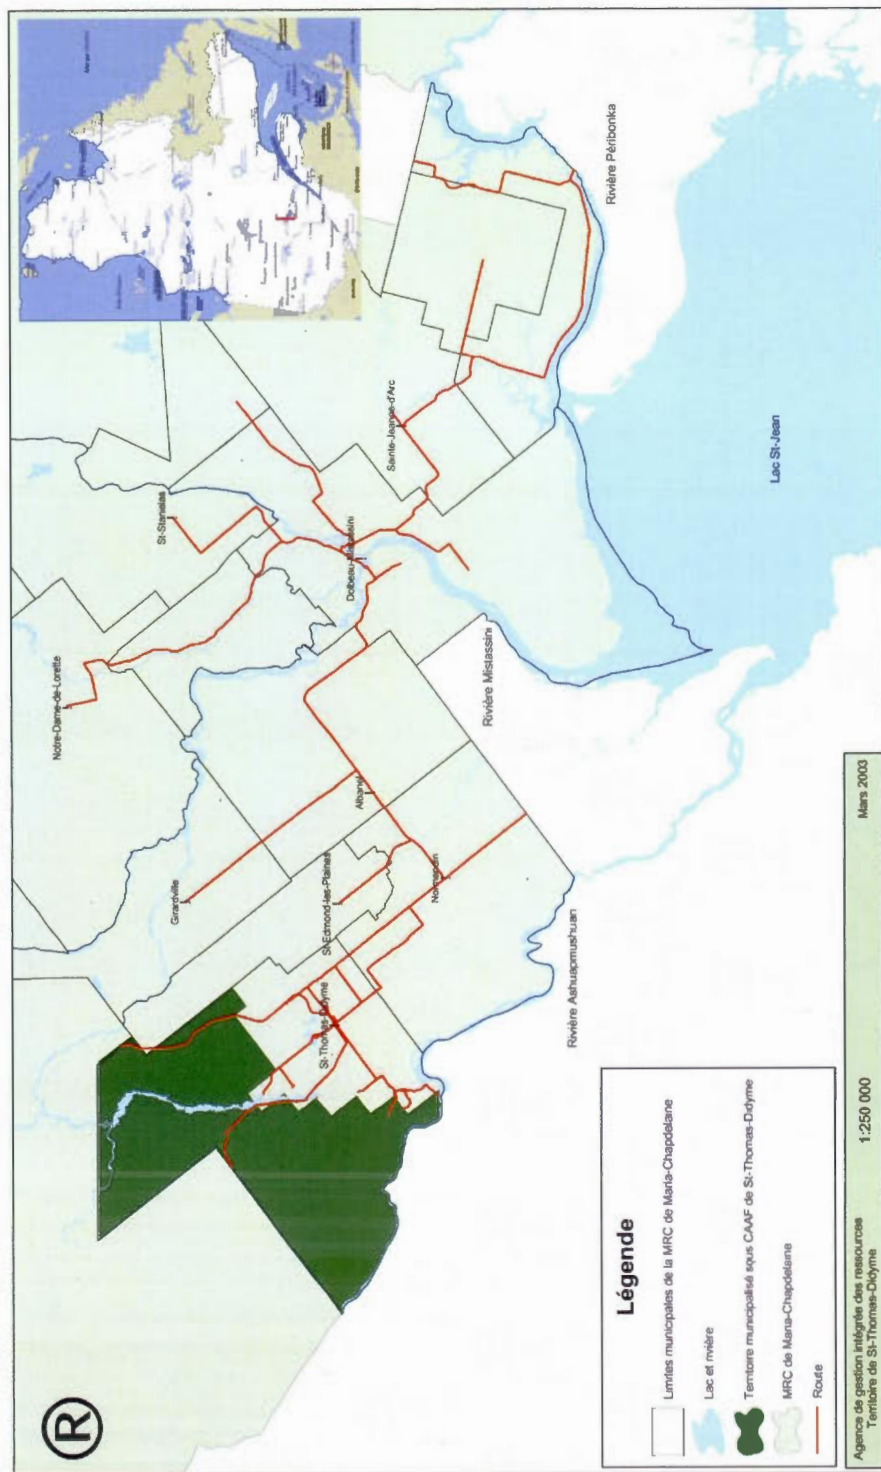 Notre-Dame-de-Lorette
St-Stanislas
Girardville
Dolbeau-Mistassini
Sainte-Jeanne-d'Arc
St-Edmond-les-Plaines
Albanel
Normandin
St-Thomas-Didyme
Rivière Mistassini
Rivière Péribonka
Rivière Ashuapmushuan
Lac St-Jean
R
Légende
Limites municipales de la MRC de Maria-Chapdelaine
Lac et rivière
Territoire municipalisé sous CAAF de St-Thomas-Didyme
MRC de Maria-Chapdelaine
Route
Agence de gestion intégrée des ressources
Territoire de St-Thomas-Didyme
1:250 000
Mars 2003